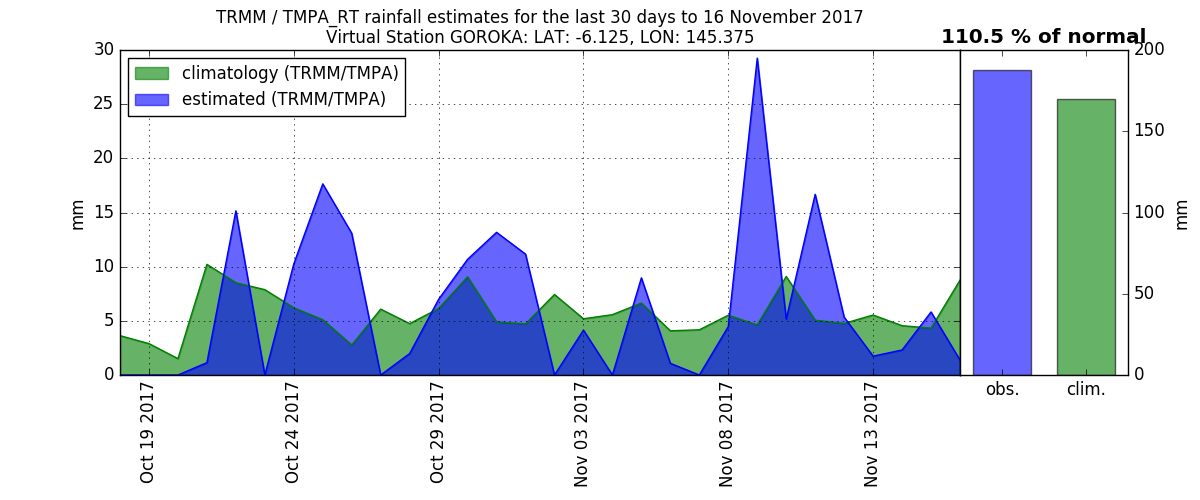 TRMM / TMPA_RT rainfall estimates for the last 30 days to 16 November 2017
Virtual Station GOROKA: LAT: -6.125, LON: 145.375
110.5 % of normal
climatology (TRMM/TMPA)
estimated (TRMM/TMPA)
mm
30
25
20
15
10
5
0
Oct 19 2017
Oct 24 2017
Oct 29 2017
Nov 03 2017
Nov 08 2017
Nov 13 2017
200
150
100
50
0
mm
obs.
clim.